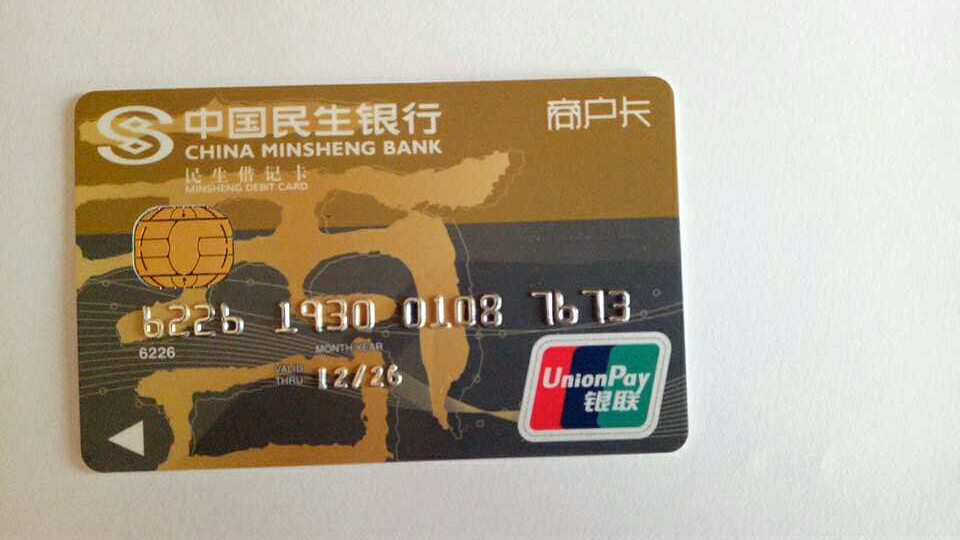 中国民生银行
CHINA MINSHENG BANK
民生借记卡
MINSHENG DEBIT CARD
商户卡
6226 1930 0108 7673
6226
MONTH/YEAR
VALID THRU 12/26
UnionPay
银联